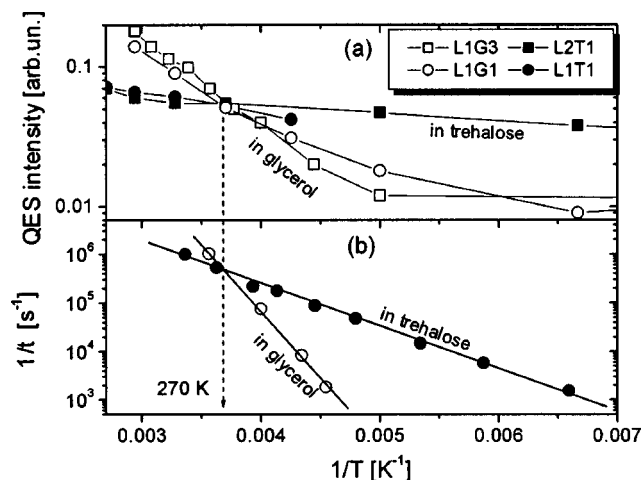 (a)
L1G3
L2T1
L1G1
L1T1
QES intensity [arb.un.]
0.1
0.01
in trehalose
in glycerol
(b)
1/t [s⁻¹]
10⁶
10⁵
10⁴
10³
in trehalose
in glycerol
270 K
0.003
0.004
0.005
0.006
0.007
1/T [K⁻¹]